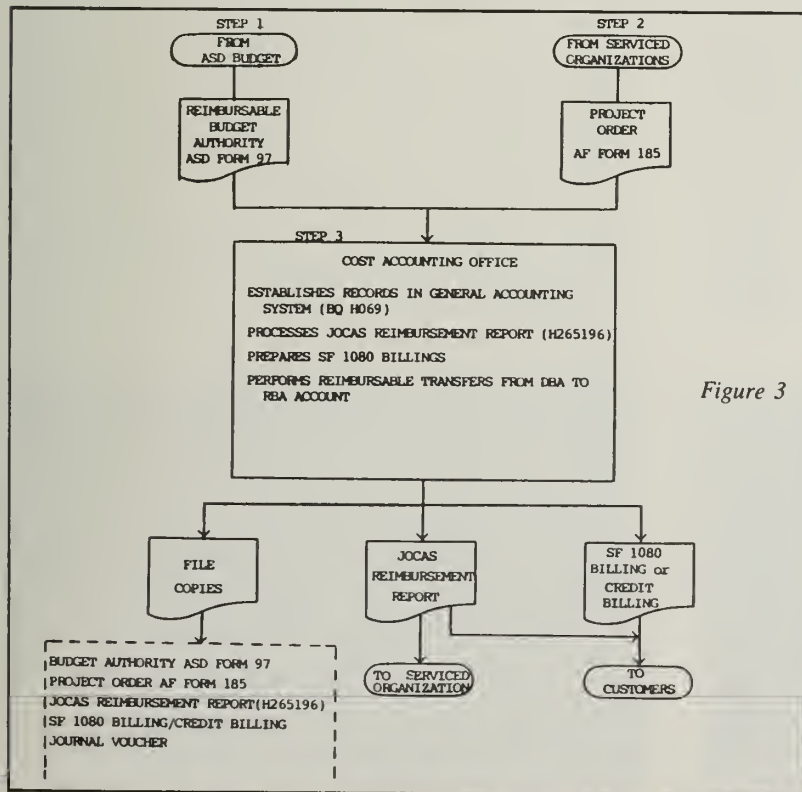 STEP 1
FROM
ASD BUDGET
STEP 2
FROM SERVICED
ORGANIZATIONS
REIMBURSABLE
BUDGET
AUTHORITY
ASD FORM 97
PROJECT
ORDER
AF FORM 185
STEP 3
COST ACCOUNTING OFFICE
ESTABLISHES RECORDS IN GENERAL ACCOUNTING
SYSTEM (BQ H069)
PROCESSES JOCAS REIMBURSEMENT REPORT (H265196)
PREPARES SF 1080 BILLINGS
PERFORMS REIMBURSABLE TRANSFERS FROM DBA TO
RBA ACCOUNT
Figure 3
FILE
COPIES
JOCAS
REIMBURSEMENT
REPORT
SF 1080
BILLING or
CREDIT
BILLING
BUDGET AUTHORITY ASD FORM 97
PROJECT ORDER AF FORM 185
JOCAS REIMBURSEMENT REPORT(H265196)
SF 1080 BILLING/CREDIT BILLING
JOURNAL VOUCHER
TO SERVICED
ORGANIZATION
TO
CUSTOMERS